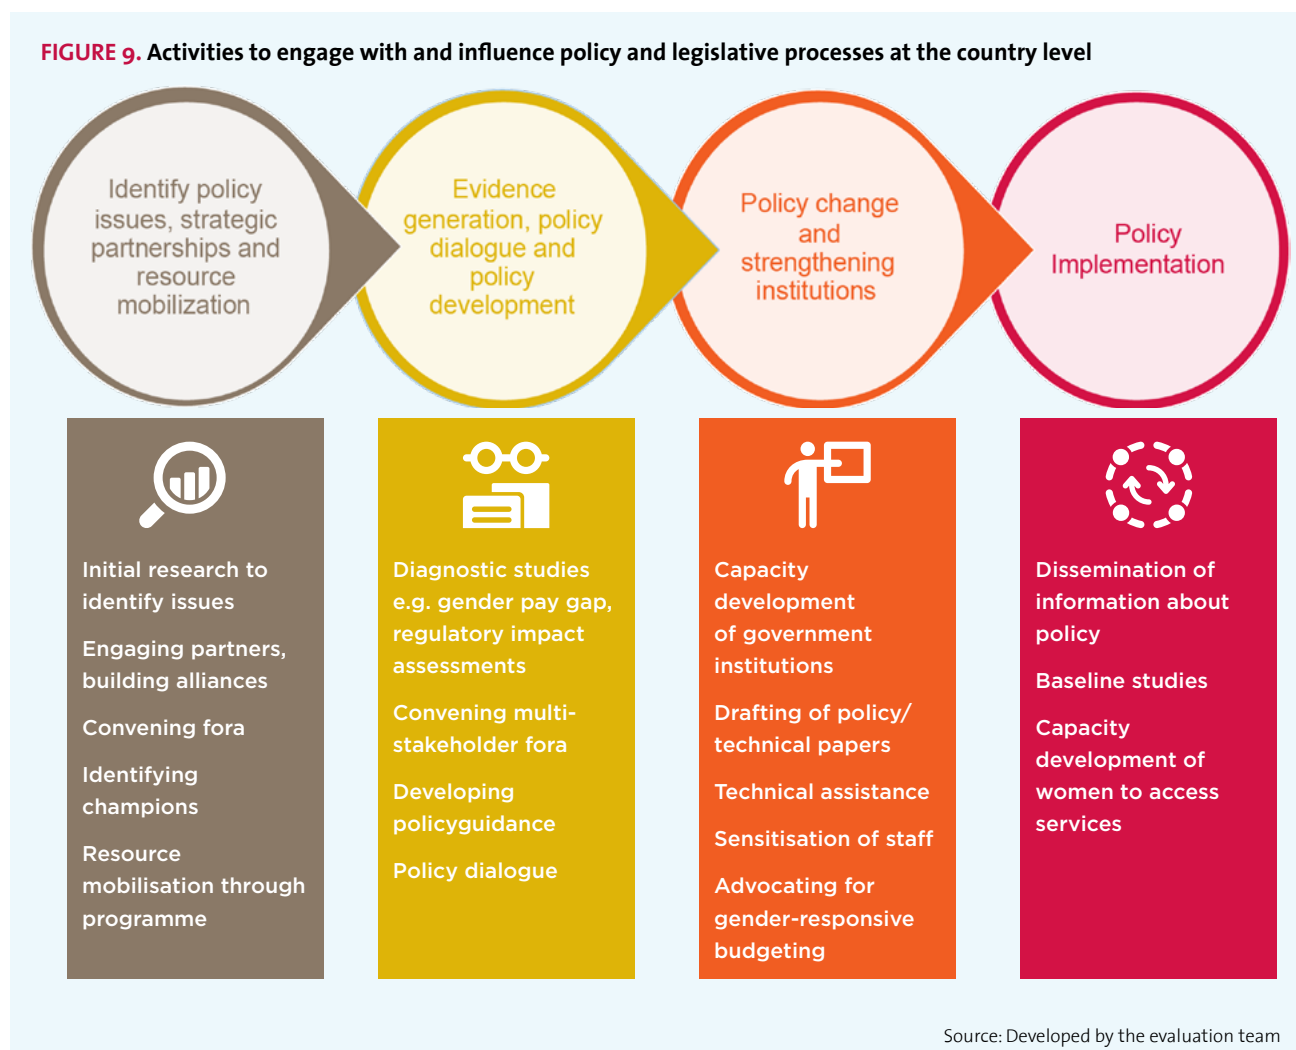 FIGURE 9. Activities to engage with and influence policy and legislative processes at the country level
Identify policy
issues, strategic
partnerships and
resource
mobilization
Evidence
generation, policy
dialogue and
policy
development
Policy change
and
strengthening
institutions
Policy
Implementation
Initial research to
identify issues
Engaging partners,
building alliances
Convening fora
Identifying
champions
Resource
mobilisation through
programme
Diagnostic studies
e.g. gender pay gap,
regulatory impact
assessments
Convening multi-
stakeholder fora
Developing
policyguidance
Policy dialogue
Capacity
development
of government
institutions
Drafting of policy/
technical papers
Technical assistance
Sensitisation of staff
Advocating for
gender-responsive
budgeting
Dissemination of
information about
policy
Baseline studies
Capacity
development of
women to access
services
Source: Developed by the evaluation team